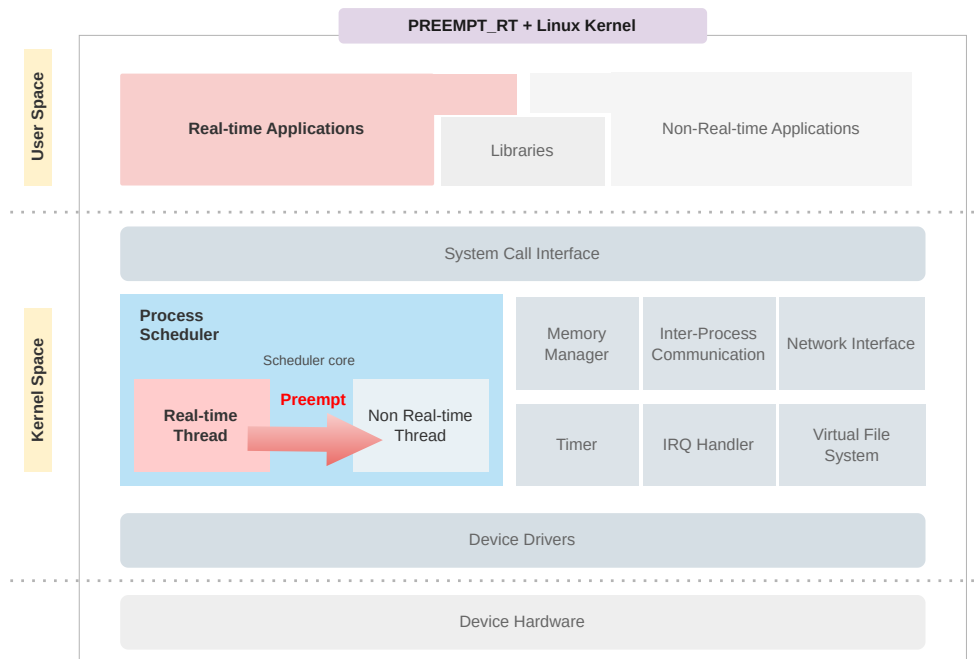 PREEMPT_RT + Linux Kernel
User Space
Real-time Applications
Libraries
Non-Real-time Applications
System Call Interface
Kernel Space
Process
Scheduler
Scheduler core
Real-time
Thread
Preempt
Non Real-time
Thread
Memory
Manager
Inter-Process
Communication
Network Interface
Timer
IRQ Handler
Virtual File
System
Device Drivers
Device Hardware